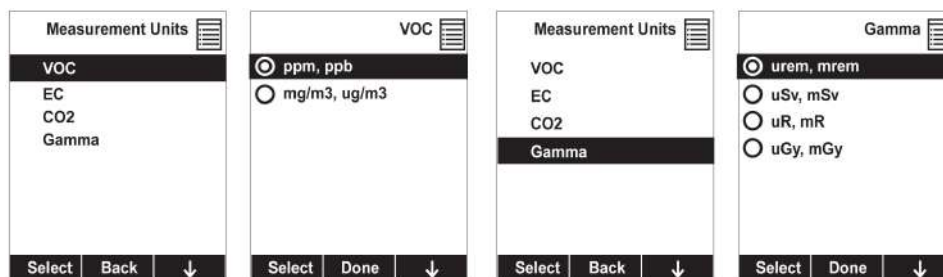 Measurement Units
VOC
EC
CO2
Gamma
Select Back ↓
VOC
ppm, ppb
mg/m3, ug/m3
Select Done ↓
Measurement Units
VOC
EC
CO2
Gamma
Select Back ↓
Gamma
urem, mrem
uSv, mSv
uR, mR
uGy, mGy
Select Done ↓